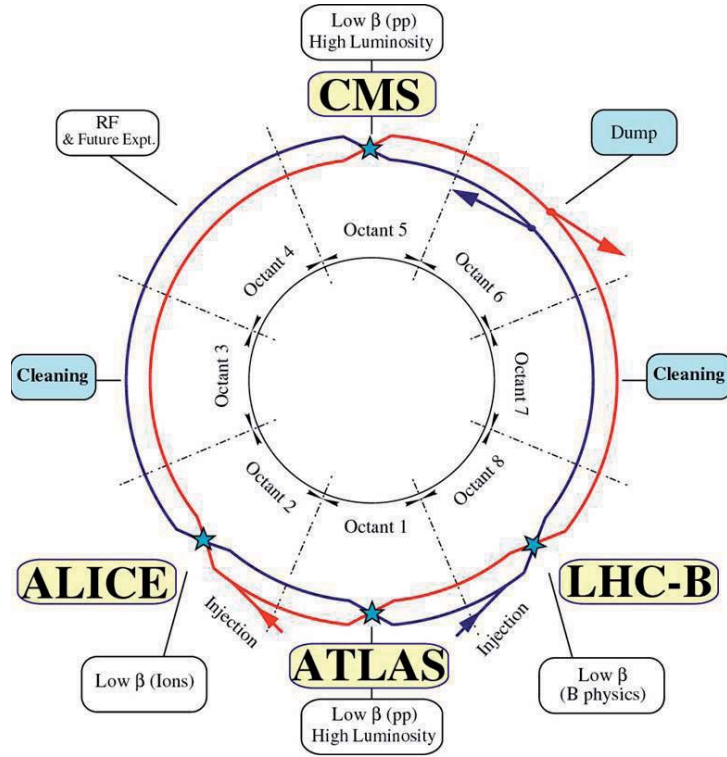 Low β (pp)
High Luminosity
CMS
RF
& Future Expt.
Dump
Octant 5
Octant 4
Octant 6
Cleaning
Octant 3
Octant 7
Cleaning
Octant 2
Octant 8
Octant 1
ALICE
LHC-B
Injection
Injection
ATLAS
Low β (Ions)
Low β
(B physics)
Low β (pp)
High Luminosity